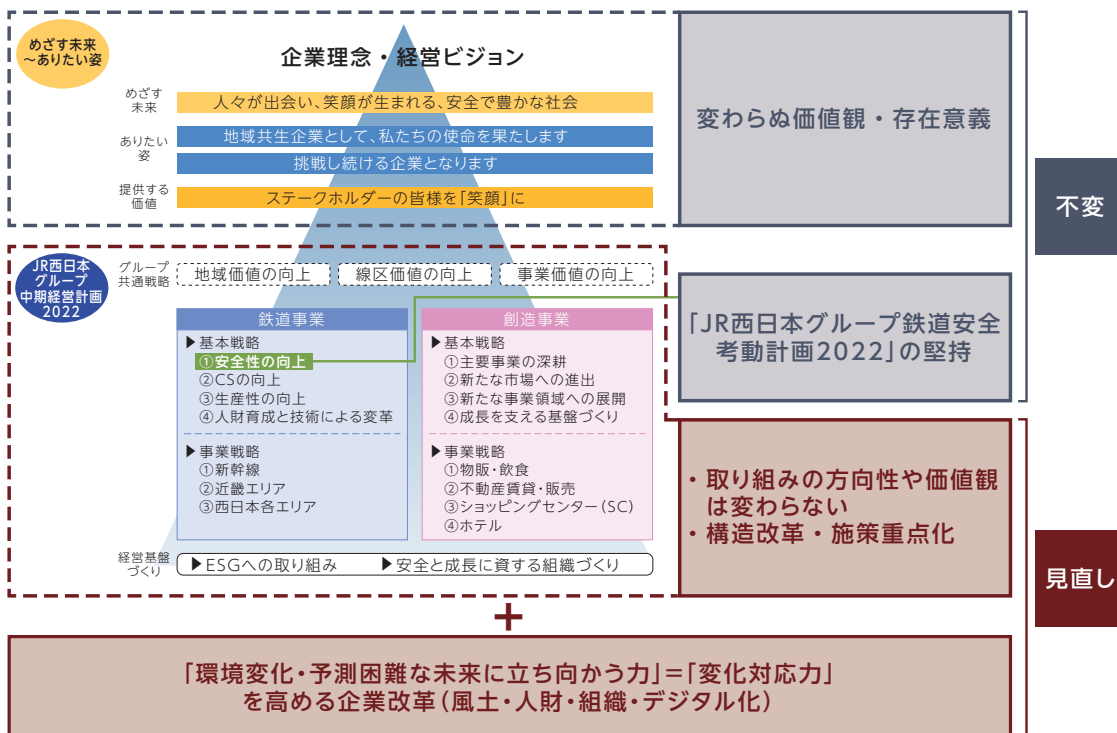 めざす未来
～ありたい姿
企業理念・経営ビジョン
めざす
未来
人々が出会い、笑顔が生まれる、安全で豊かな社会
ありたい
姿
地域共生企業として、私たちの使命を果たします
挑戦し続ける企業となります
提供する
価値
ステークホルダーの皆様を「笑顔」に
変わらぬ価値観・存在意義
不変
JR西日本
グループ
中期経営計画
2022
グループ
共通戦略
地域価値の向上
線区価値の向上
事業価値の向上
鉄道事業
▶基本戦略
①安全性の向上
②CSの向上
③生産性の向上
④人財育成と技術による変革
▶事業戦略
①新幹線
②近畿エリア
③西日本各エリア
創造事業
▶基本戦略
①主要事業の深耕
②新たな市場への進出
③新たな事業領域への展開
④成長を支える基盤づくり
▶事業戦略
①物販・飲食
②不動産賃貸・販売
③ショッピングセンター(SC)
④ホテル
「JR西日本グループ鉄道安全
考動計画2022」の堅持
・取り組みの方向性や価値観
は変わらない
・構造改革・施策重点化
見直し
経営基盤
づくり
▶ESGへの取り組み ▶安全と成長に資する組織づくり
+
「環境変化・予測困難な未来に立ち向かう力」=「変化対応力」
を高める企業改革(風土・人財・組織・デジタル化)